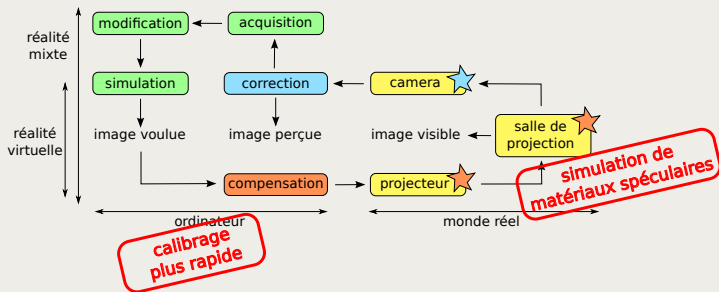 modification
acquisition
réalité
mixte
simulation
correction
camera
salle de
projection
réalité
virtuelle
image voulue
image perçue
image visible
compensation
projecteur
simulation de
matériaux spéculaires
ordinateur
monde réel
calibrage
plus rapide